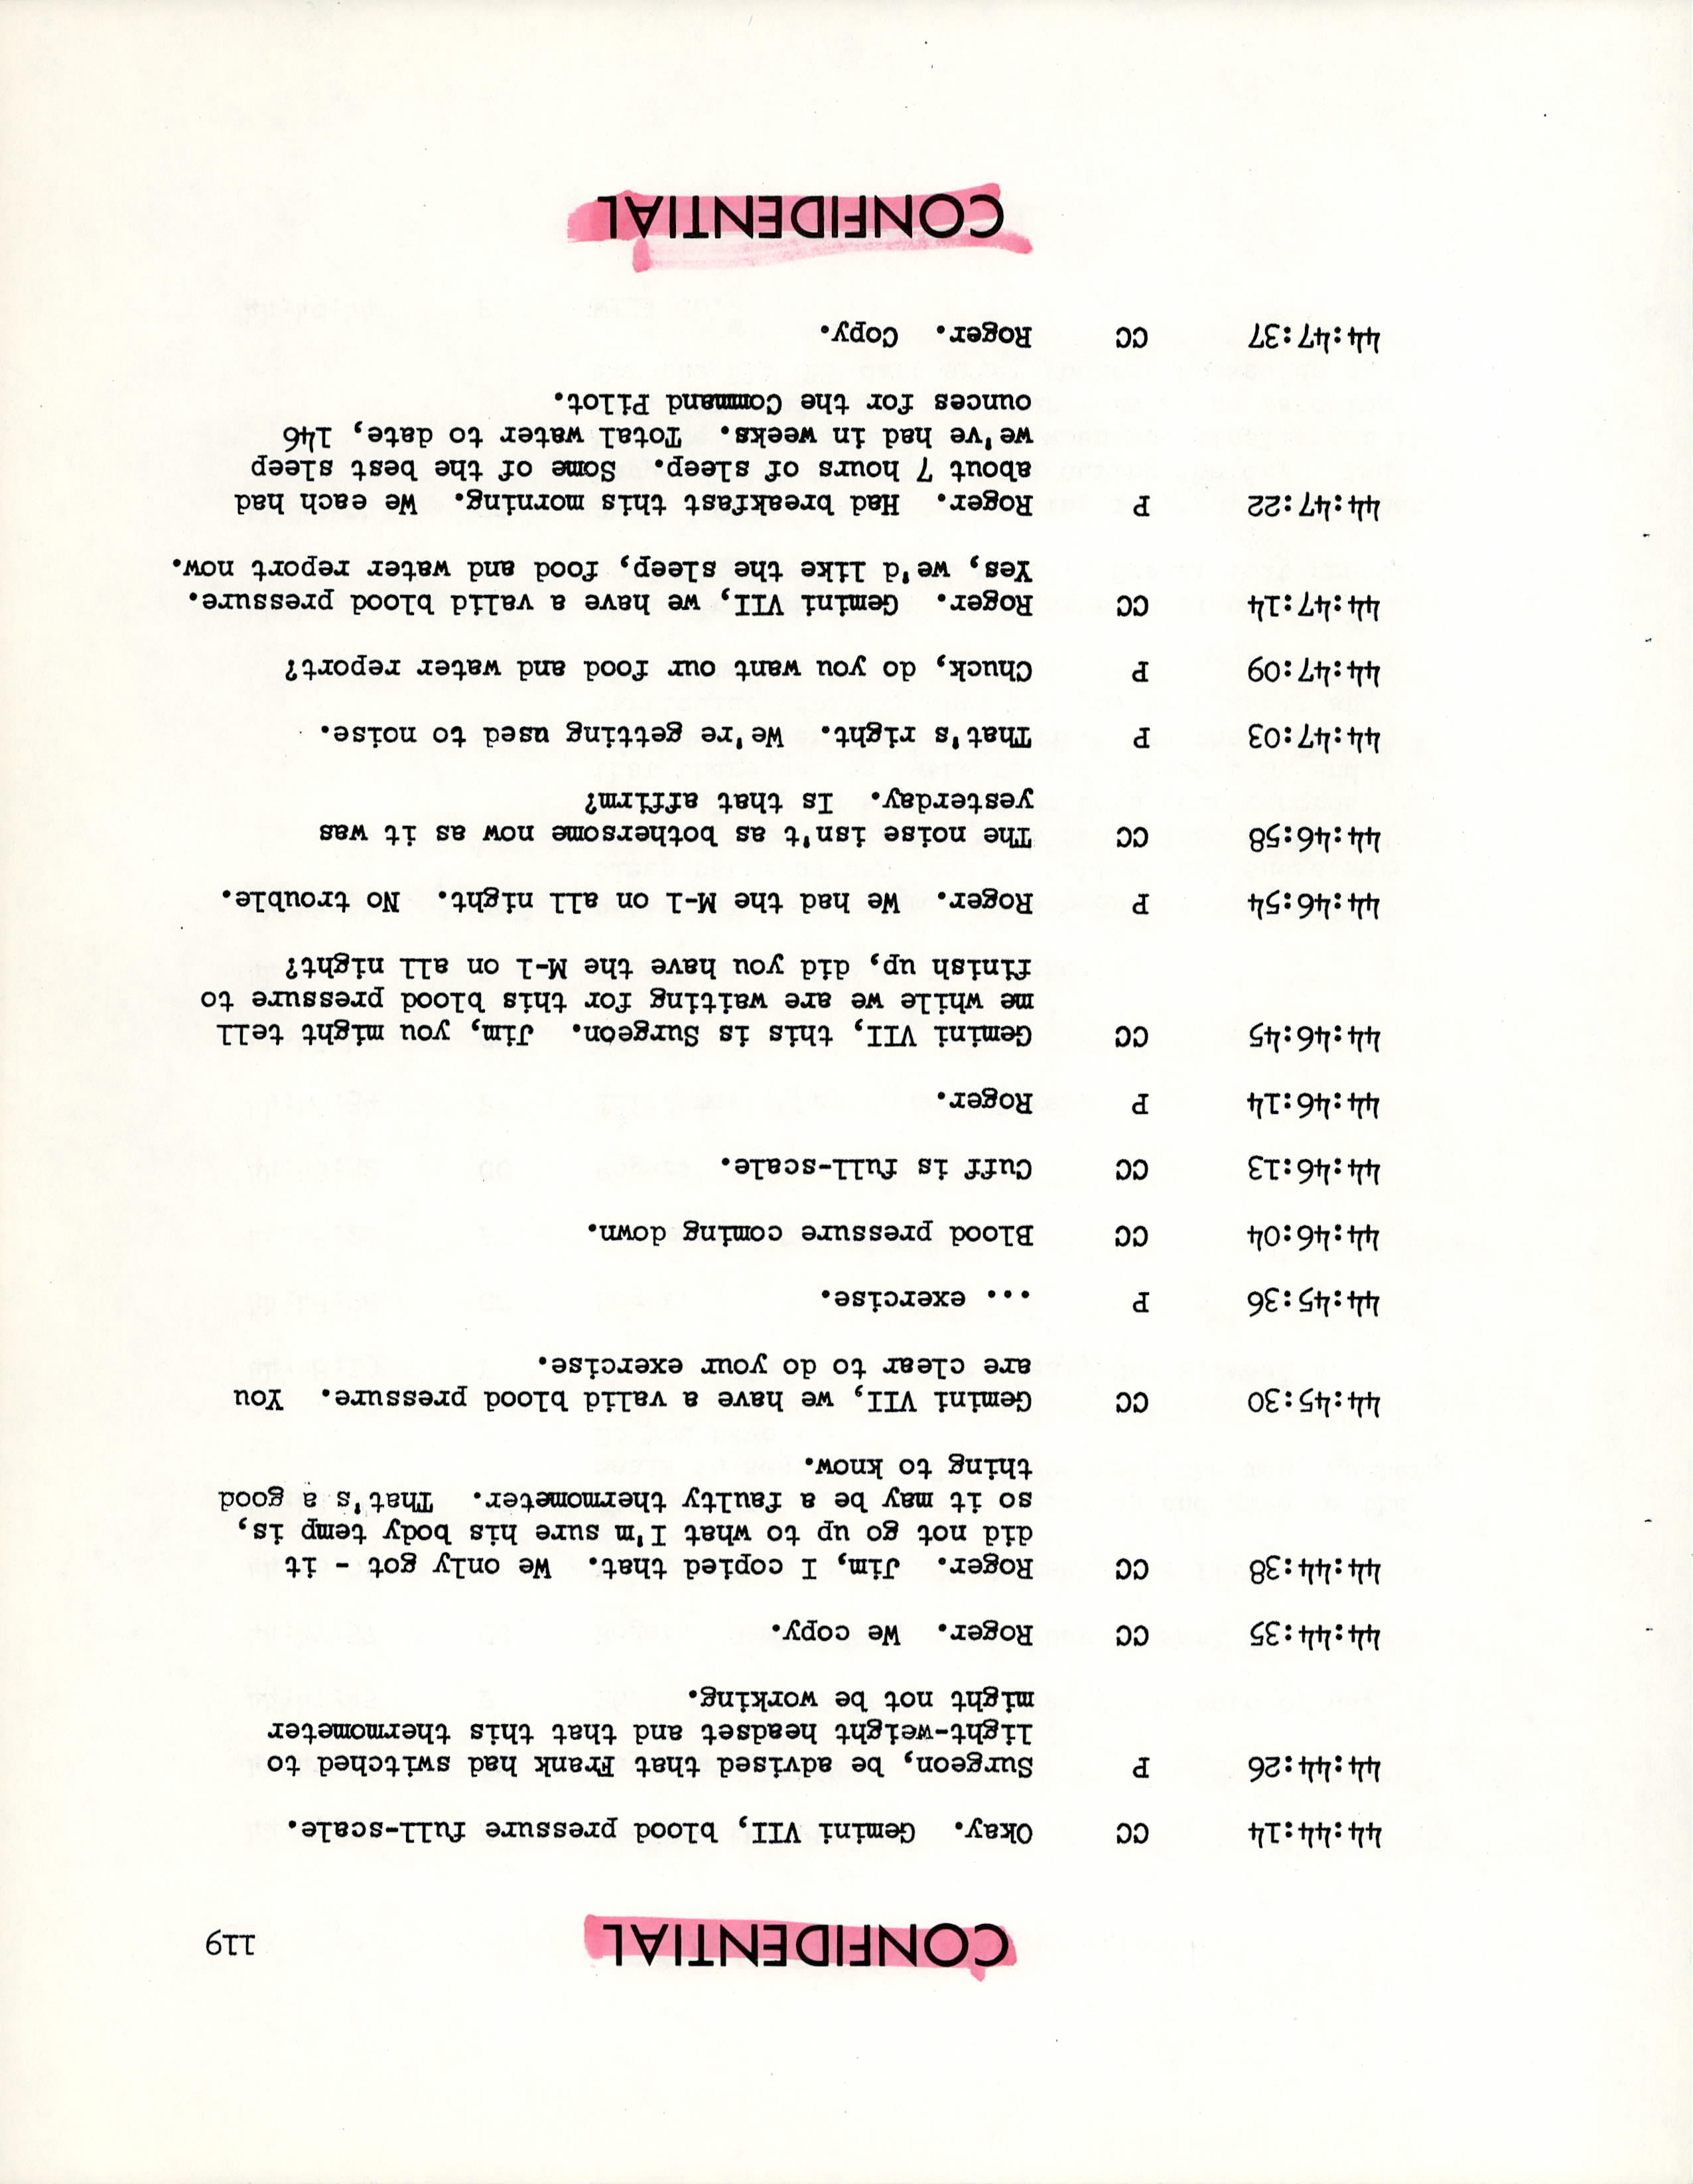 CONFIDENTIAL
119
44:44:14 CC Okay. Gemini VII, blood pressure full-scale.
44:44:26 P Surgeon, be advised that Frank had switched to
light-weight headset and that this thermometer
might not be working.
44:44:35 CC Roger. We copy.
44:44:38 CC Roger. Jim, I copied that. We only got - it
did not go up to what I'm sure his body temp is,
so it may be a faulty thermometer. That's a good
thing to know.
44:45:30 CC Gemini VII, we have a valid blood pressure. You
are clear to do your exercise.
44:45:36 P ... exercise.
44:46:04 CC Blood pressure coming down.
44:46:13 CC Cuff is full-scale.
44:46:14 P Roger.
44:46:45 CC Gemini VII, this is Surgeon. Jim, you might tell
me while we are waiting for this blood pressure to
finish up, did you have the M-1 on all night?
44:46:54 P Roger. We had the M-1 on all night. No trouble.
44:46:58 CC The noise isn't as bothersome now as it was
yesterday. Is that affirm?
44:47:03 P That's right. We're getting used to noise.
44:47:09 P Chuck, do you want our food and water report?
44:47:14 CC Roger. Gemini VII, we have a valid blood pressure.
Yes, we'd like the sleep, food and water report now.
44:47:22 P Roger. Had breakfast this morning. We each had
about 7 hours of sleep. Some of the best sleep
we've had in weeks. Total water to date, 146
ounces for the Command Pilot.
44:47:37 CC Roger. Copy.
CONFIDENTIAL